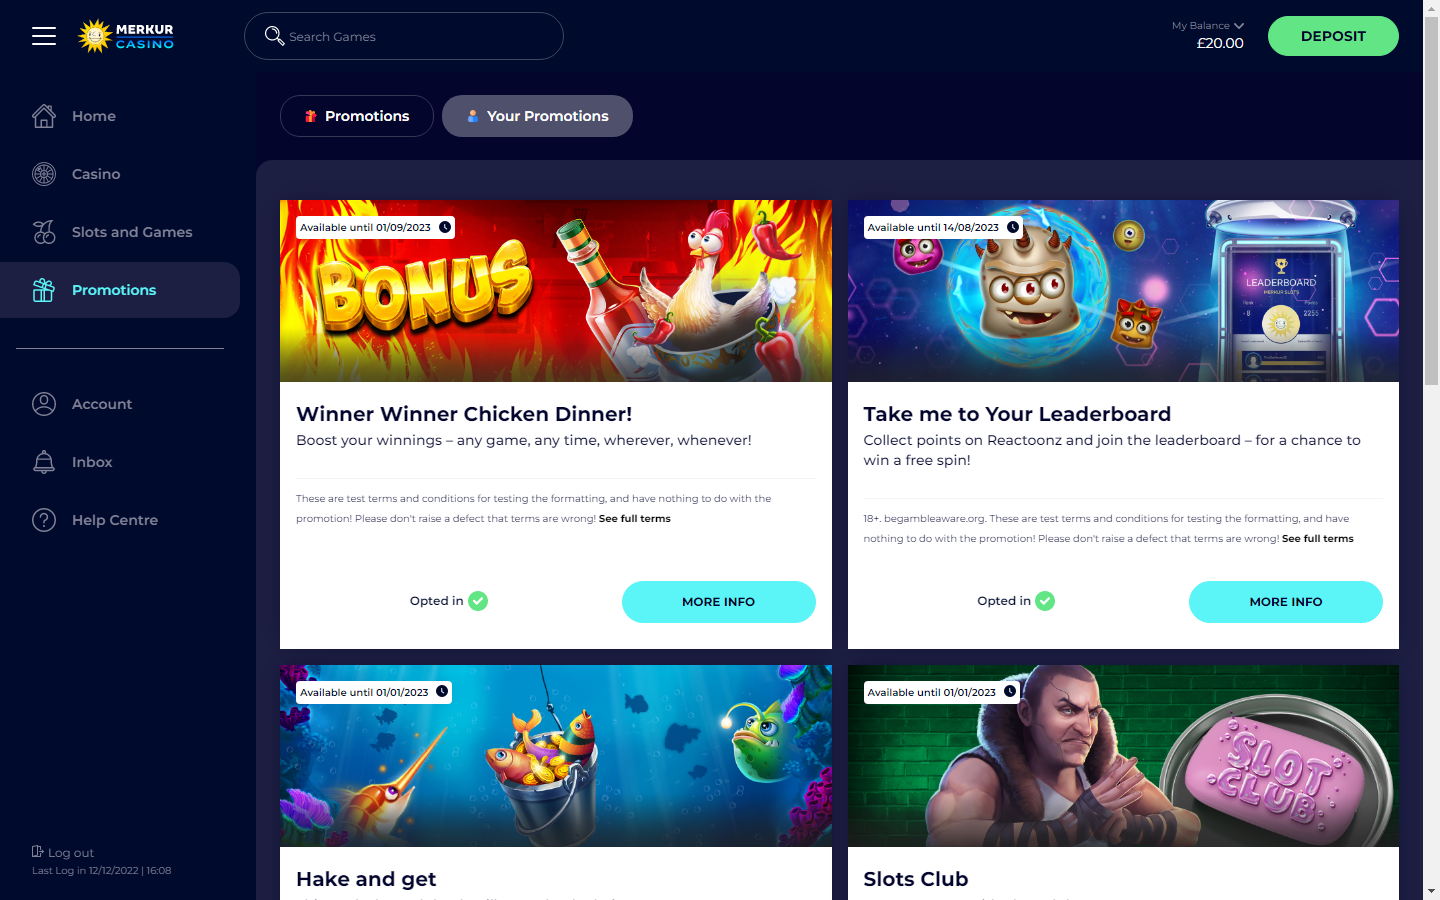 MERKUR
CASINO
Search Games
My Balance
£20.00
DEPOSIT
Home
Casino
Slots and Games
Promotions
Account
Inbox
Help Centre
Log out
Last Log in 12/12/2022 | 16:08
Promotions
Your Promotions
Available until 01/09/2023
BONUS
Winner Winner Chicken Dinner!
Boost your winnings – any game, any time, wherever, whenever!
These are test terms and conditions for testing the formatting, and have nothing to do with the
promotion! Please don't raise a defect that terms are wrong! See full terms
Opted in
MORE INFO
Available until 14/08/2023
LEADERBOARD
MERKUR SLOTS
Rank
Points
8
2255
Take me to Your Leaderboard
Collect points on Reactoonz and join the leaderboard – for a chance to
win a free spin!
18+. begambleaware.org. These are test terms and conditions for testing the formatting, and have
nothing to do with the promotion! Please don't raise a defect that terms are wrong! See full terms
Opted in
MORE INFO
Available until 01/01/2023
Hake and get
Available until 01/01/2023
SLOT
CLUB
Slots Club